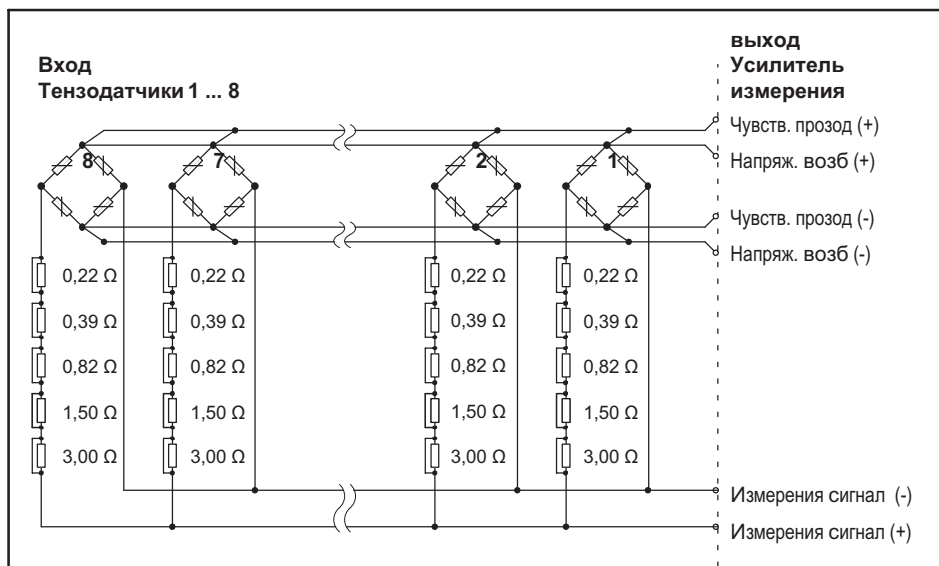 Вход
Тензодатчики 1 ... 8
выход
Усилитель
измерения
Чувств. прозод (+)
Напряж. возб (+)
Чувств. прозод (-)
Напряж. возб (-)
8 7 2 1
0,22 Ω 0,22 Ω 0,22 Ω 0,22 Ω
0,39 Ω 0,39 Ω 0,39 Ω 0,39 Ω
0,82 Ω 0,82 Ω 0,82 Ω 0,82 Ω
1,50 Ω 1,50 Ω 1,50 Ω 1,50 Ω
3,00 Ω 3,00 Ω 3,00 Ω 3,00 Ω
Измерения сигнал (-)
Измерения сигнал (+)